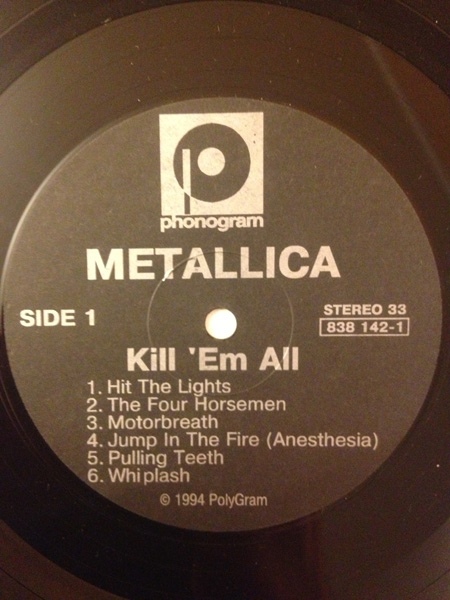 phonogram
METALLICA
SIDE 1
STEREO 33
838 142-1
Kill 'Em All
1. Hit The Lights
2. The Four Horsemen
3. Motorbreath
4. Jump In The Fire (Anesthesia)
5. Pulling Teeth
6. Whiplash
© 1994 PolyGram